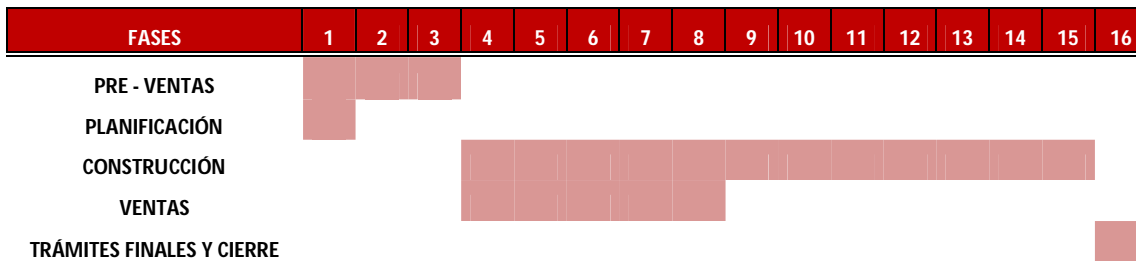 FASES 1 2 3 4 5 6 7 8 9 10 11 12 13 14 15 16
PRE - VENTAS
PLANIFICACIÓN
CONSTRUCCIÓN
VENTAS
TRÁMITES FINALES Y CIERRE